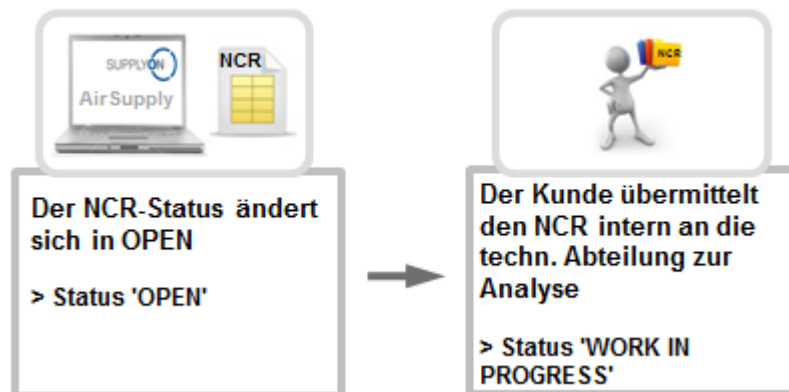 SUPPLYON
AirSupply
NCR
Der NCR-Status ändert
sich in OPEN
> Status 'OPEN'
NCR
Der Kunde übermittelt
den NCR intern an die
techn. Abteilung zur
Analyse
> Status 'WORK IN
PROGRESS'